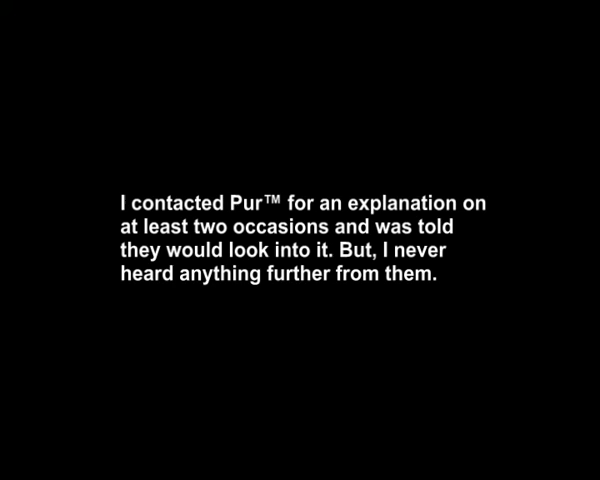 I contacted Pur™ for an explanation on
at least two occasions and was told
they would look into it. But, I never
heard anything further from them.